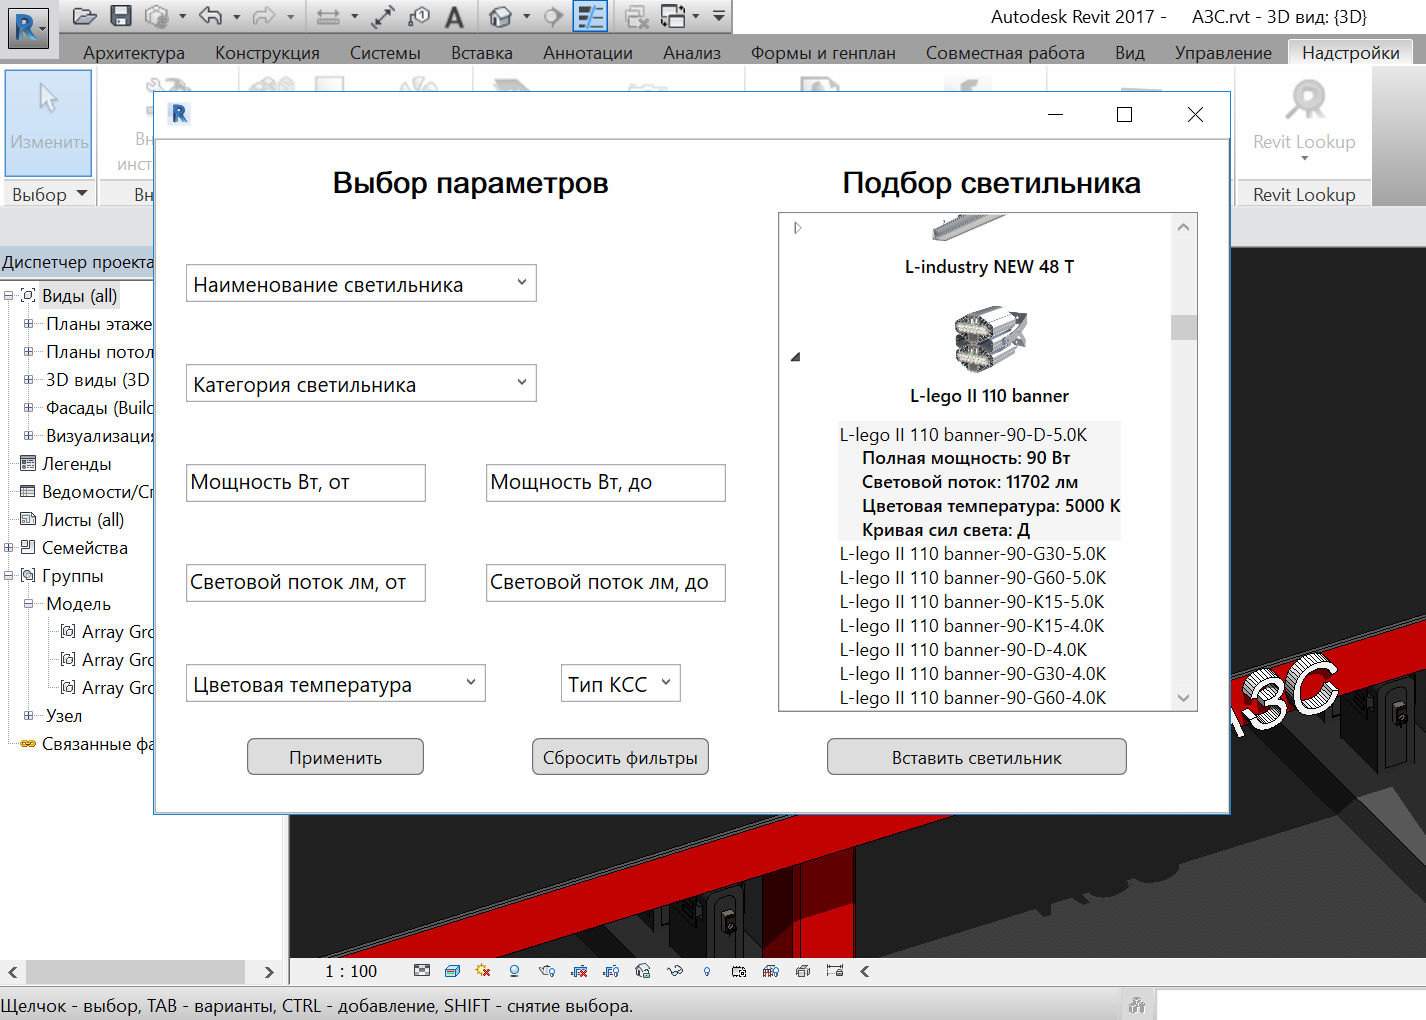 Autodesk Revit 2017 - АЗС.rvt - 3D вид: {3D}
R
A
Архитектура Конструкция Системы Вставка Аннотации Анализ Формы и генплан Совместная работа Вид Управление Надстройки
Изменить
Вн
инст
Revit Lookup
Выбор
Вн
Revit Lookup
Диспетчер проекта
Виды (all)
Планы этаже
Планы потол
3D виды (3D
Фасады (Builc
Визуализация
Легенды
Ведомости/Сп
Листы (all)
Семейства
Группы
Модель
Array Gro
Array Gro
Array Gro
Узел
Связанные фа
R
Выбор параметров
Наименование светильника
Категория светильника
Мощность Вт, от
Мощность Вт, до
Световой поток лм, от
Световой поток лм, до
Цветовая температура
Тип КСС
Применить
Сбросить фильтры
Подбор светильника
L-industry NEW 48 T
L-lego II 110 banner
L-lego II 110 banner-90-D-5.0K
Полная мощность: 90 Вт
Световой поток: 11702 лм
Цветовая температура: 5000 K
Кривая сил света: Д
L-lego II 110 banner-90-G30-5.0K
L-lego II 110 banner-90-G60-5.0K
L-lego II 110 banner-90-K15-5.0K
L-lego II 110 banner-90-K15-4.0K
L-lego II 110 banner-90-D-4.0K
L-lego II 110 banner-90-G30-4.0K
L-lego II 110 banner-90-G60-4.0K
Вставить светильник
АЗС
1 : 100
Щелчок - выбор, TAB - варианты, CTRL - добавление, SHIFT - снятие выбора.